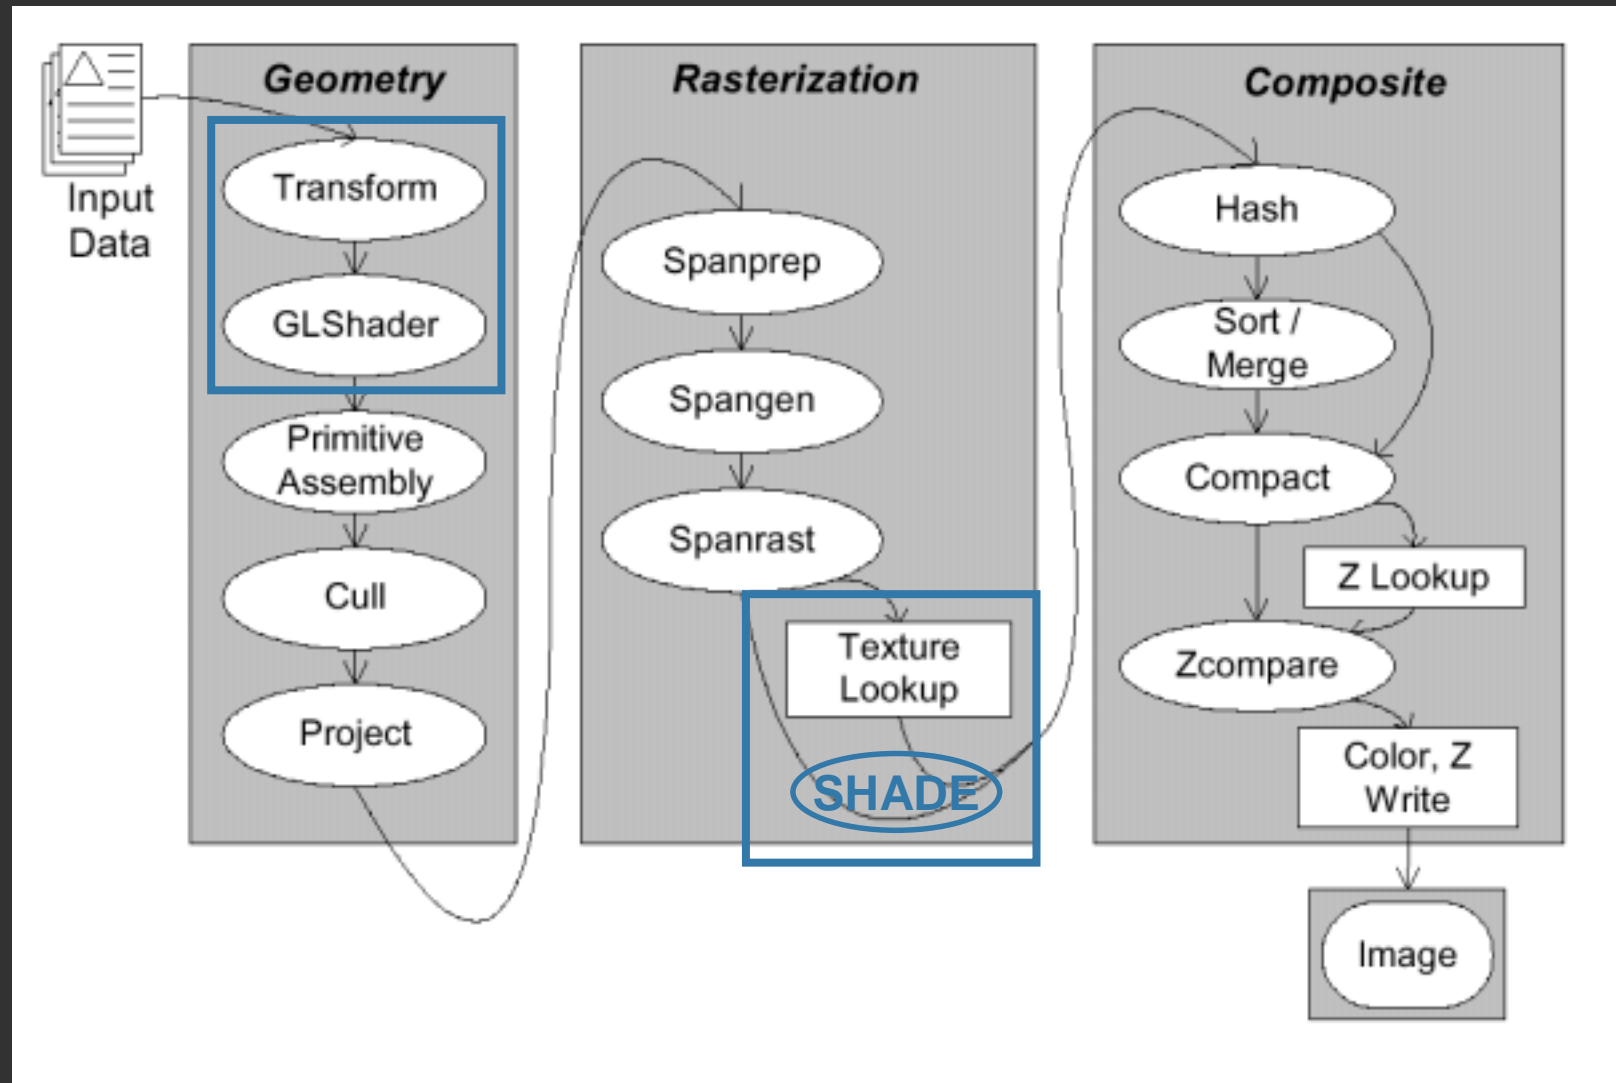 Input
Data
Geometry
Transform
GLShader
Primitive
Assembly
Cull
Project
Rasterization
Spanprep
Spangen
Spanrast
Texture
Lookup
SHADE
Composite
Hash
Sort /
Merge
Compact
Z Lookup
Zcompare
Color, Z
Write
Image